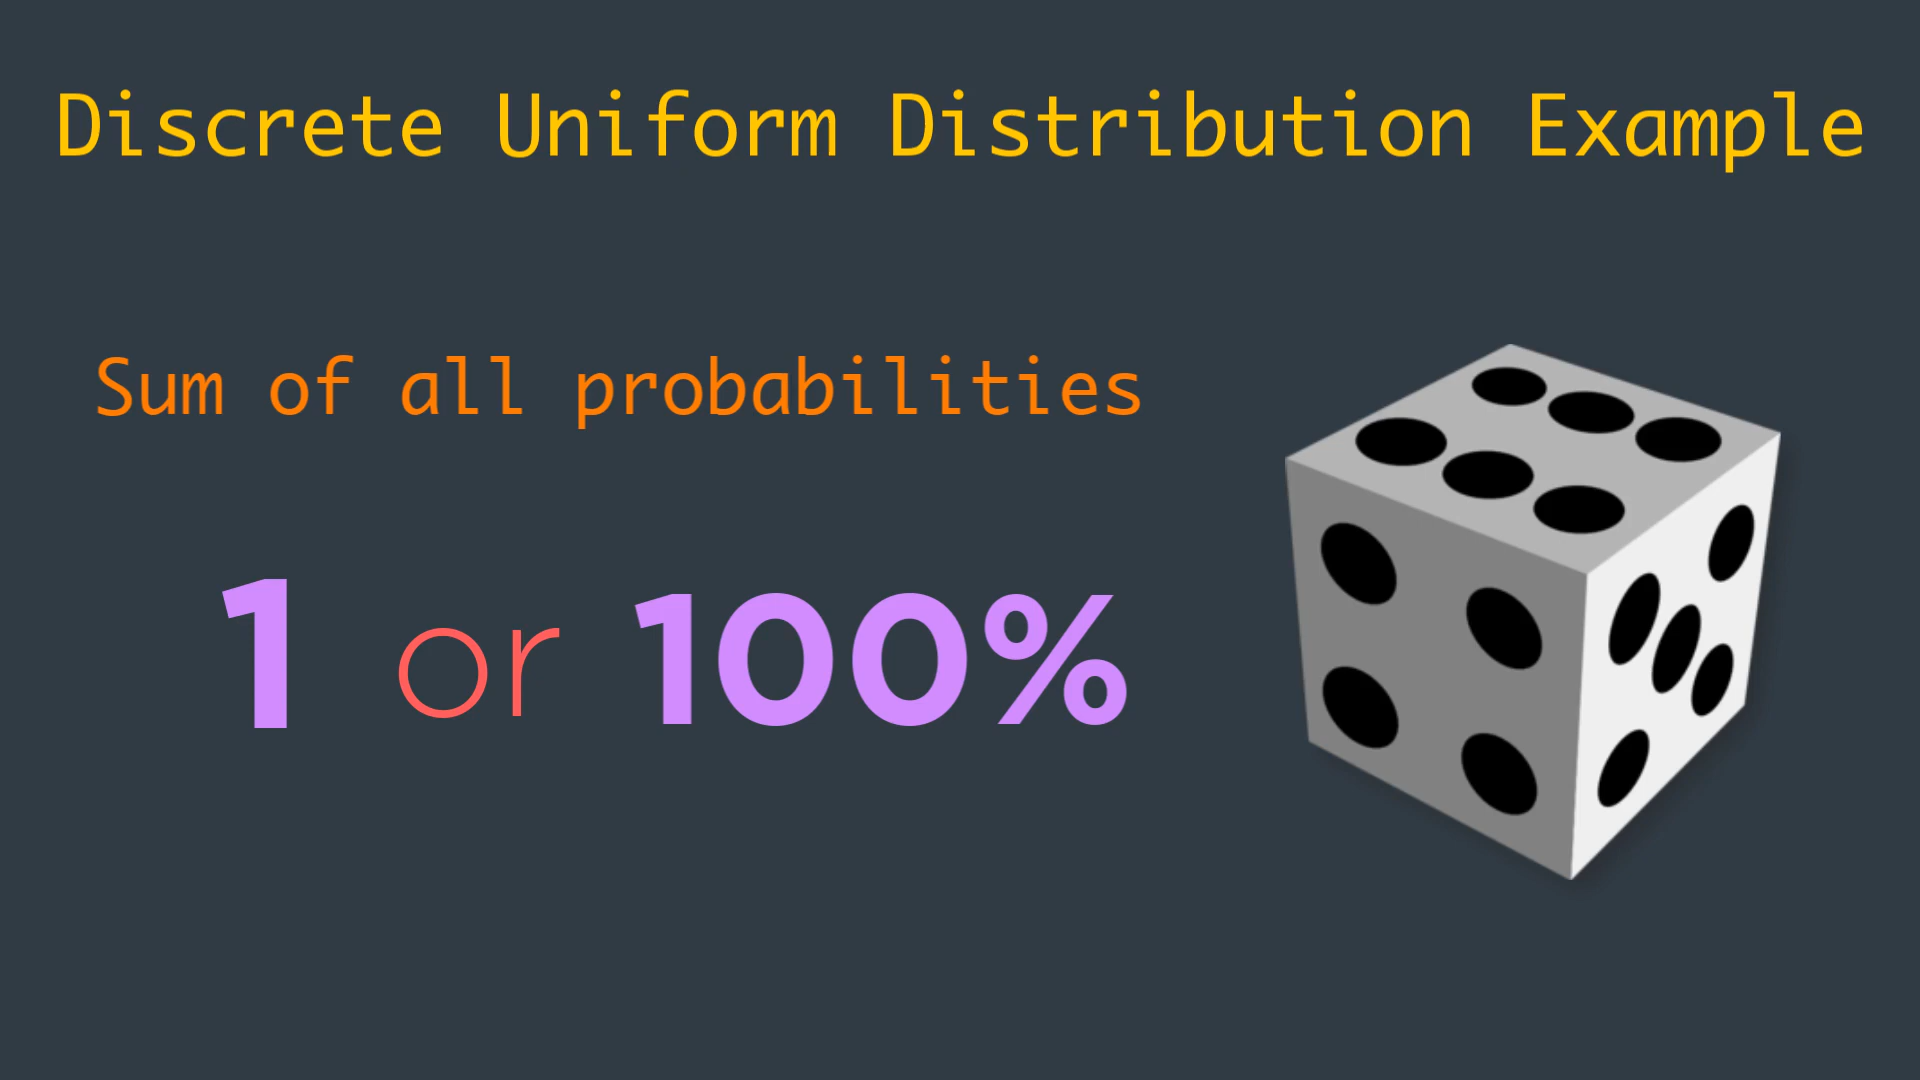 Discrete Uniform Distribution Example
Sum of all probabilities
1 or 100%